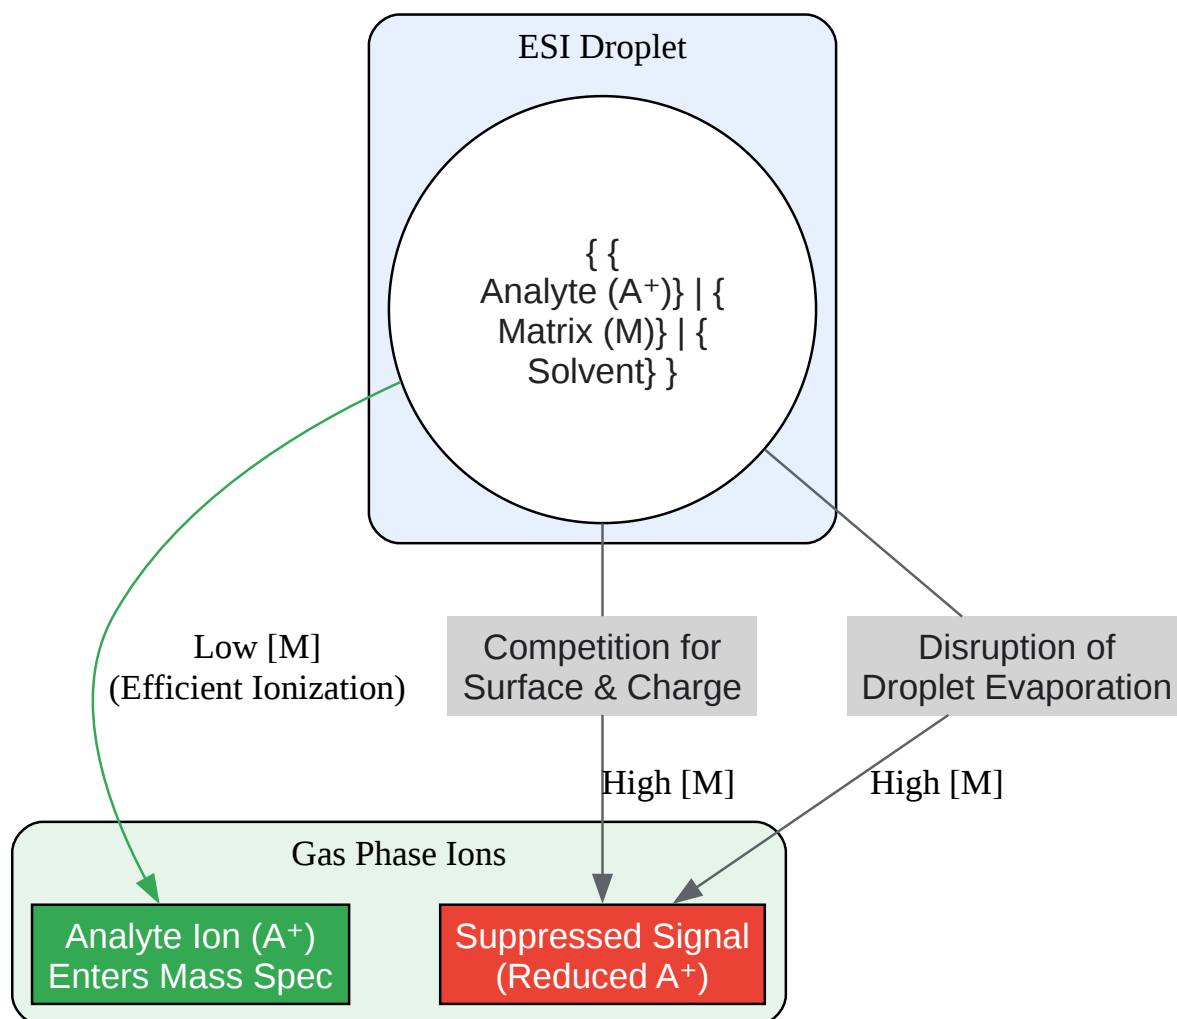 ESI Droplet
{ {
Analyte (A⁺)} | {
Matrix (M)} | {
Solvent} }
Low [M]
(Efficient Ionization)
Competition for
Surface & Charge
Disruption of
Droplet Evaporation
High [M]
High [M]
Gas Phase Ions
Analyte Ion (A⁺)
Enters Mass Spec
Suppressed Signal
(Reduced A⁺)